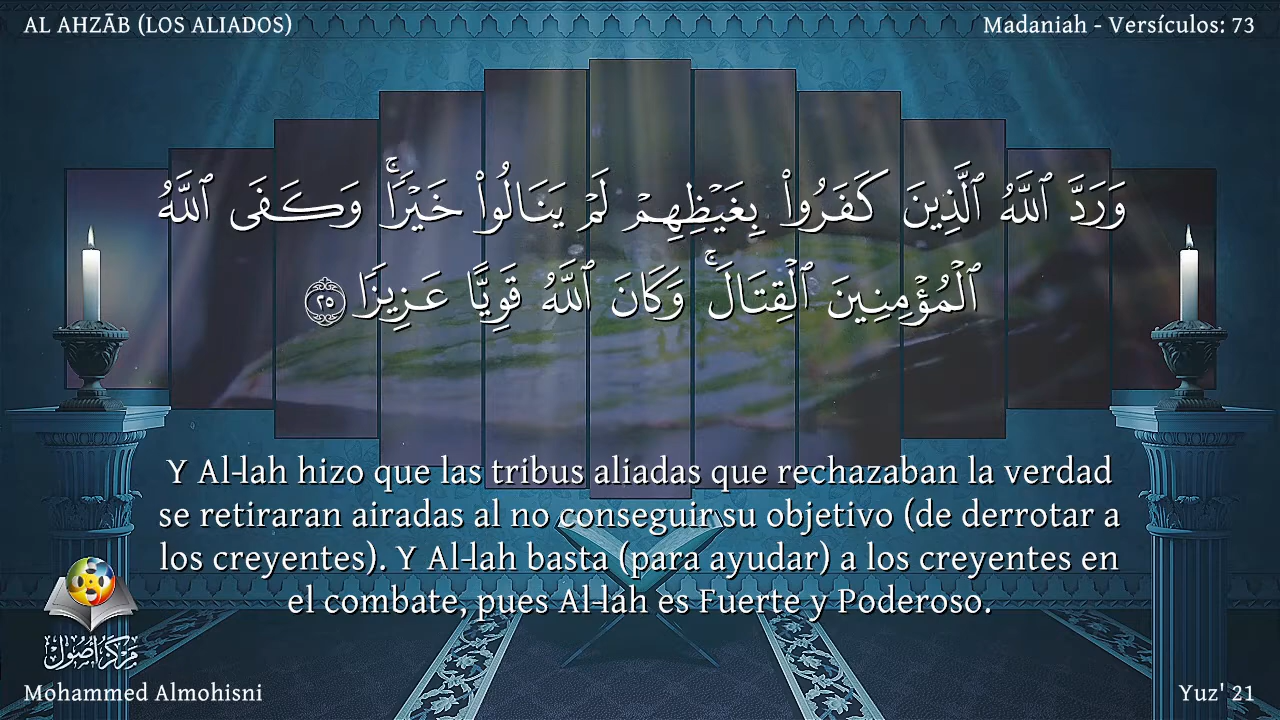 AL AHZĀB (LOS ALIADOS)
Madaniah - Versículos: 73
وَرَدَّ ٱللَّهُ ٱلَّذِينَ كَفَرُوا۟ بِغَيْظِهِمْ لَمْ يَنَالُوا۟ خَيْرًۭا ۚ وَكَفَى ٱللَّهُ
ٱلْمُؤْمِنِينَ ٱلْقِتَالَ ۚ وَكَانَ ٱللَّهُ قَوِيًّا عَزِيزًۭا ٢٥
Y Al-lah hizo que las tribus aliadas que rechazaban la verdad
se retiraran airadas al no conseguir su objetivo (de derrotar a
los creyentes). Y Al-lah basta (para ayudar) a los creyentes en
el combate, pues Al-lah es Fuerte y Poderoso.
مركز أصول
Mohammed Almohisni
Yuz' 21